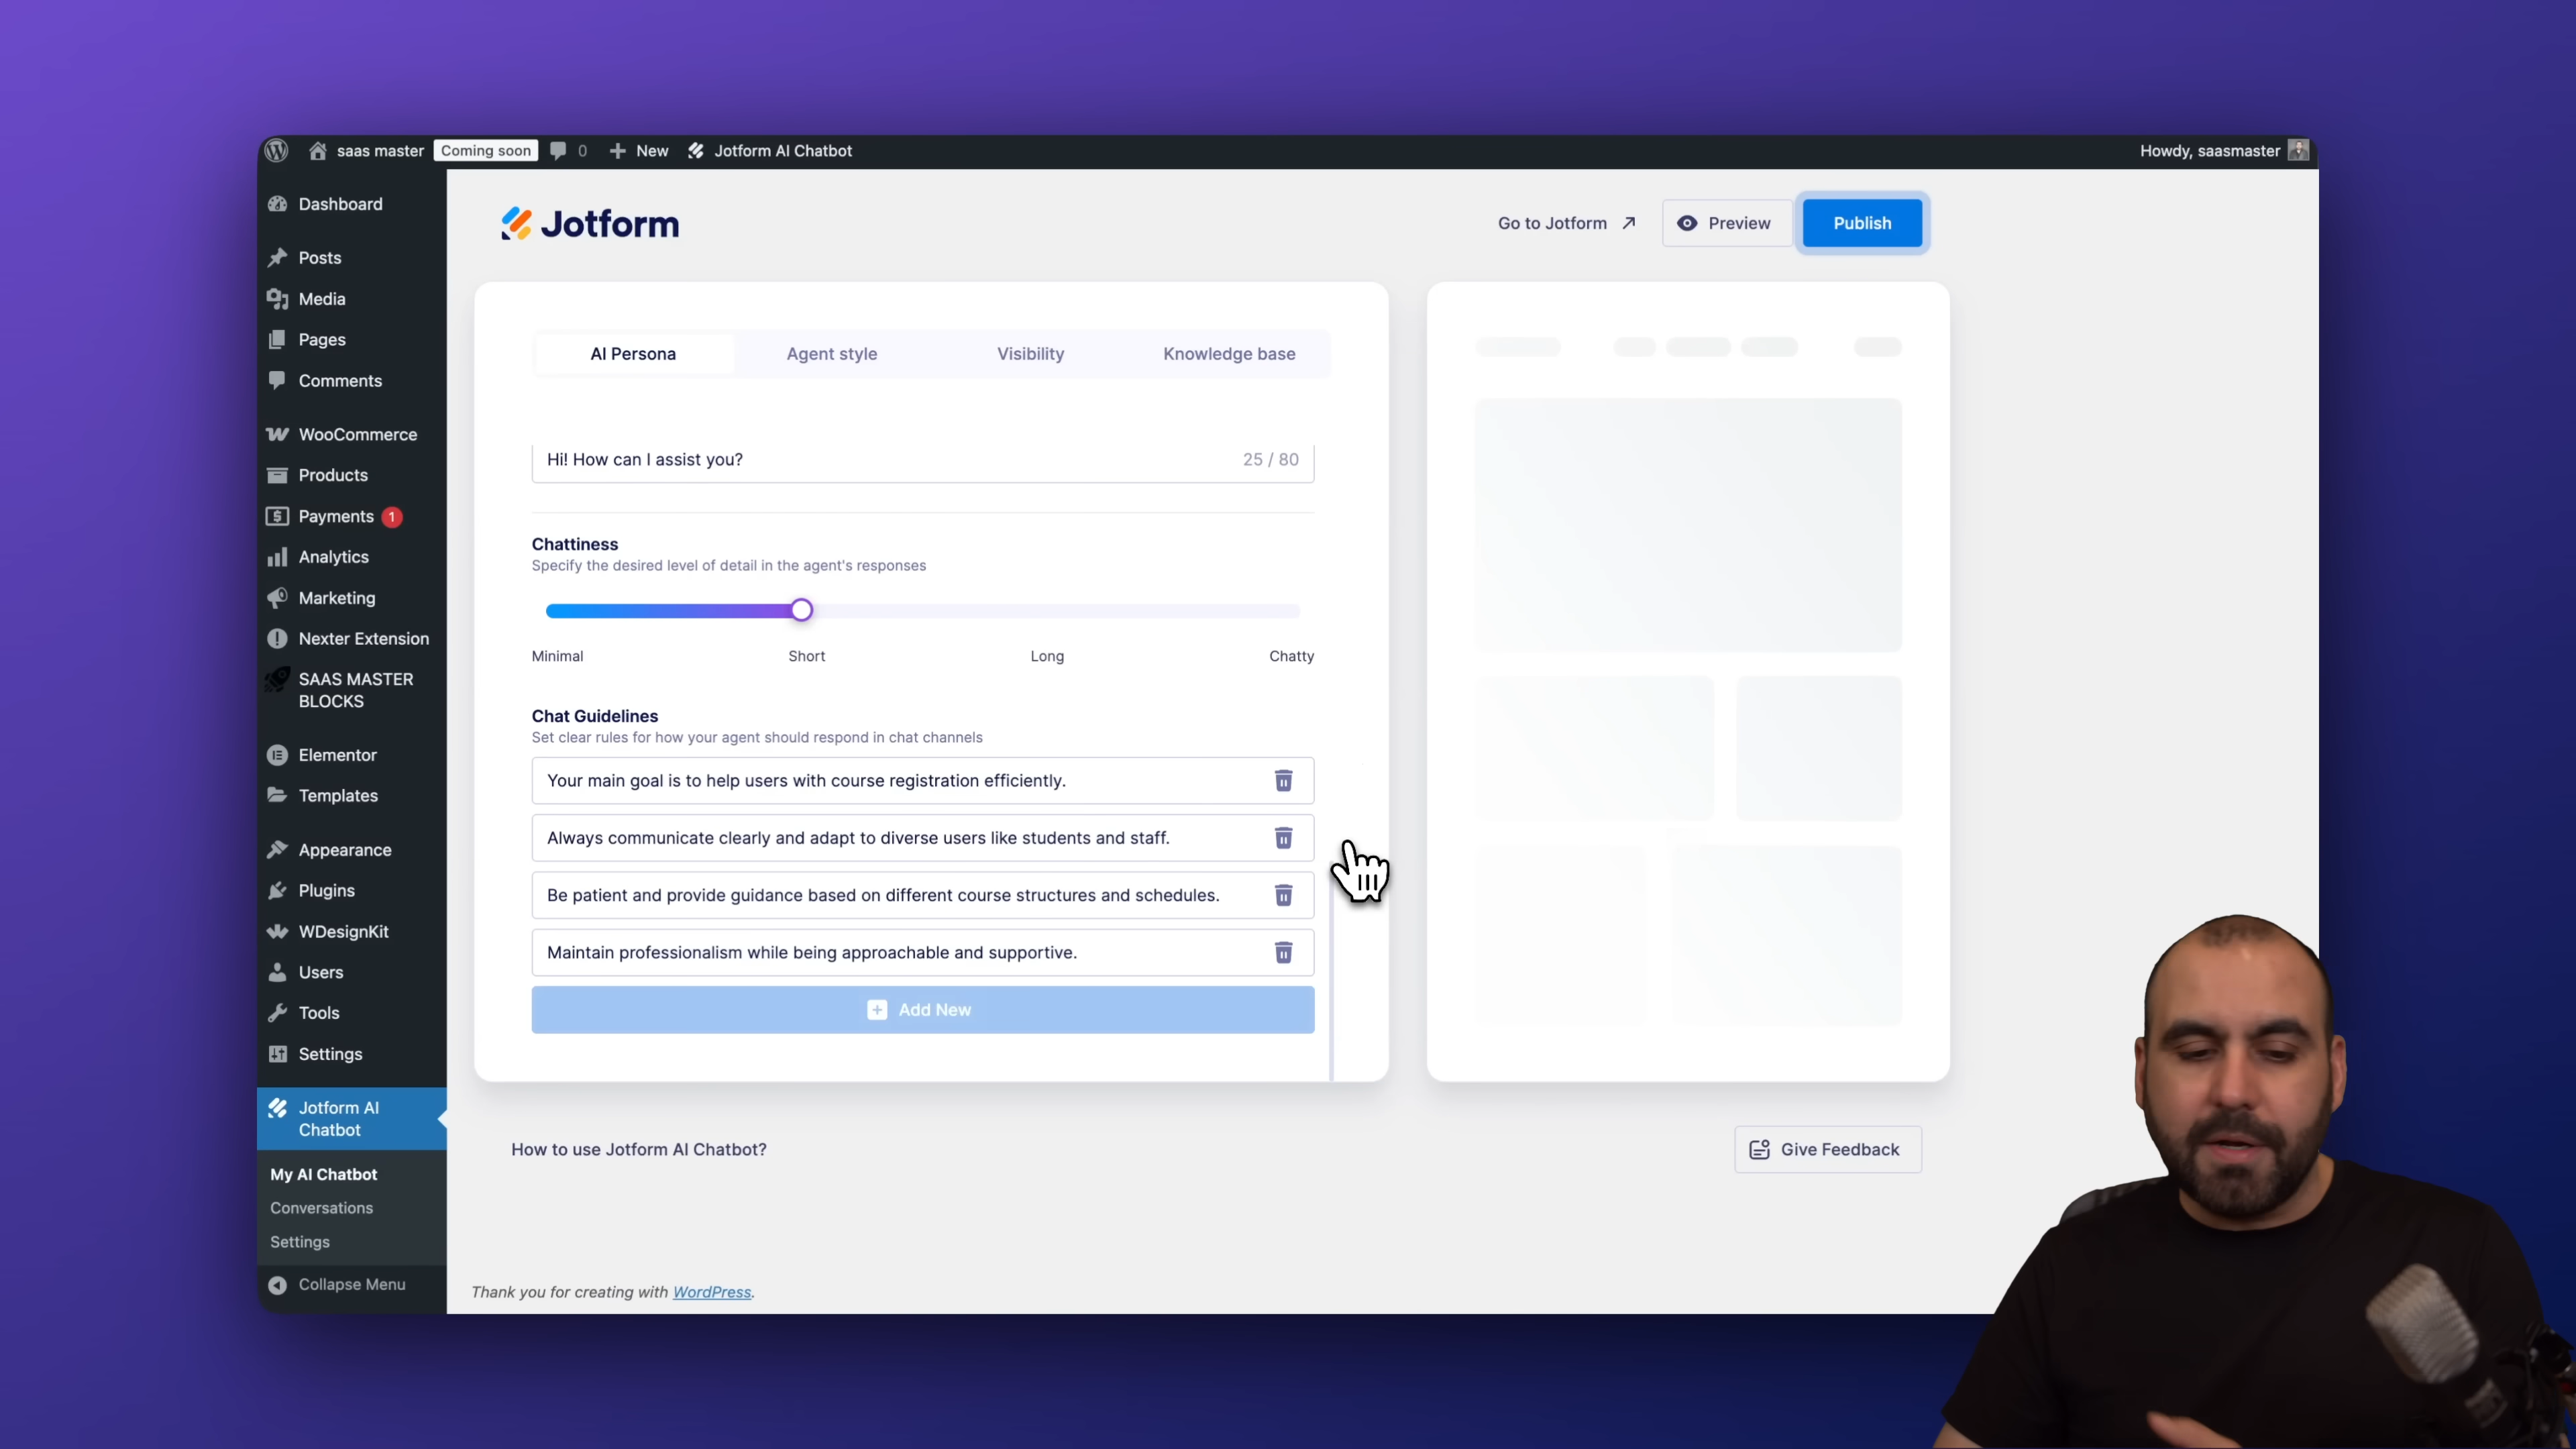 saas master
Coming soon
0
New
Jotform AI Chatbot
Howdy, saasmaster
Dashboard
Posts
Media
Pages
Comments
WooCommerce
Products
Payments 1
Analytics
Marketing
Nexter Extension
SAAS MASTER
BLOCKS
Elementor
Templates
Appearance
Plugins
WDesignKit
Users
Tools
Settings
Jotform AI
Chatbot
My AI Chatbot
Conversations
Settings
Collapse Menu
Jotform
Go to Jotform
Preview
Publish
AI Persona
Agent style
Visibility
Knowledge base
Hi! How can I assist you?
25 / 80
Chattiness
Specify the desired level of detail in the agent's responses
Minimal
Short
Long
Chatty
Chat Guidelines
Set clear rules for how your agent should respond in chat channels
Your main goal is to help users with course registration efficiently.
Always communicate clearly and adapt to diverse users like students and staff.
Be patient and provide guidance based on different course structures and schedules.
Maintain professionalism while being approachable and supportive.
Add New
How to use Jotform AI Chatbot?
Give Feedback
Thank you for creating with WordPress.